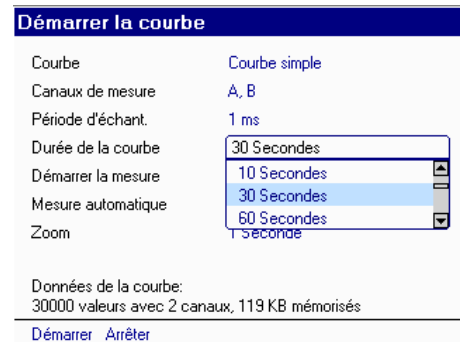 Démarrer la courbe
Courbe Courbe simple
Canaux de mesure A, B
Période d'échant. 1 ms
Durée de la courbe 30 Secondes
10 Secondes
Démarrer la mesure
30 Secondes
Mesure automatique
60 Secondes
Zoom 1 Seconde
Données de la courbe:
30000 valeurs avec 2 canaux, 119 KB mémorisés
Démarrer Arrêter